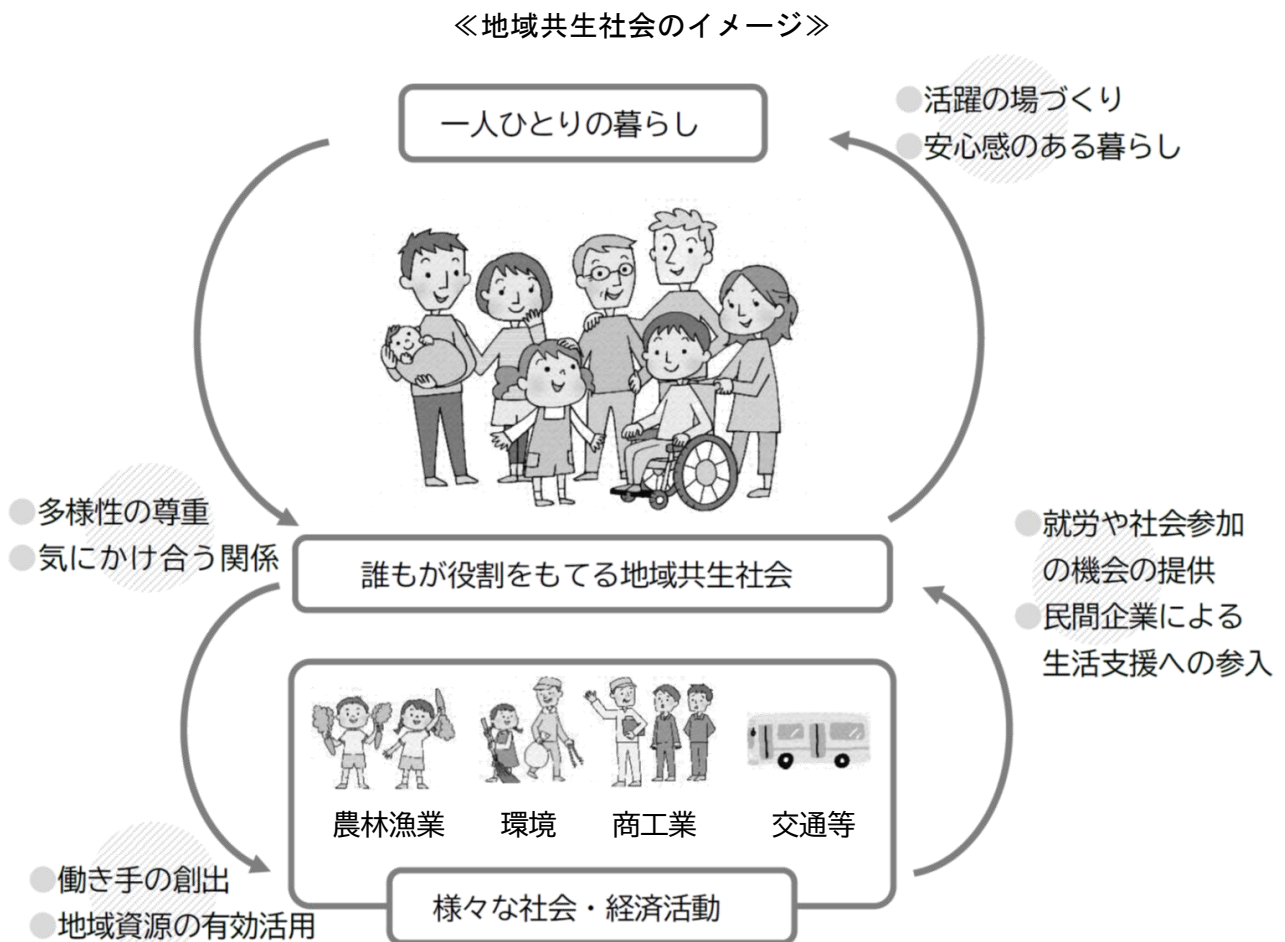 ≪地域共生社会のイメージ≫
一人ひとりの暮らし
●活躍の場づくり
●安心感のある暮らし
●多様性の尊重
●気にかけ合う関係
誰もが役割をもてる地域共生社会
●就労や社会参加
の機会の提供
●民間企業による
生活支援への参入
農林漁業
環境
商工業
交通等
●働き手の創出
●地域資源の有効活用
様々な社会・経済活動